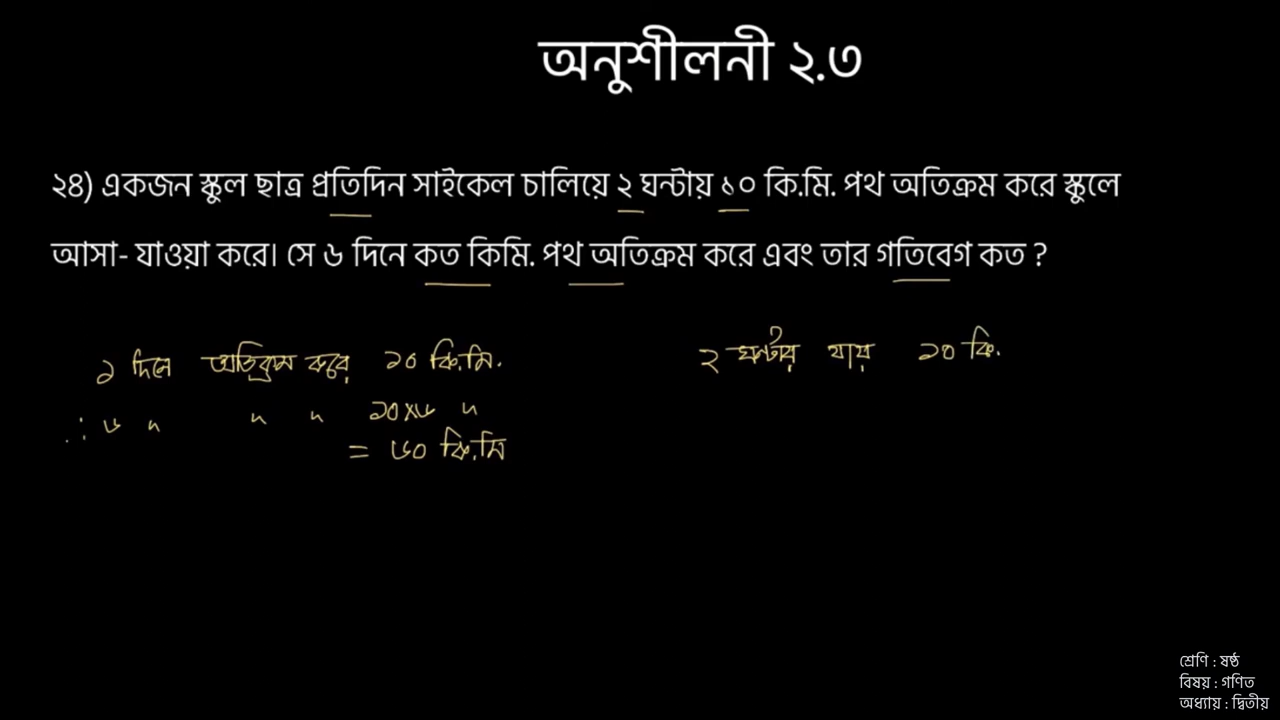 অনুশীলনী ২.৩
২৪) একজন স্কুল ছাত্র প্রতিদিন সাইকেল চালিয়ে ২ ঘন্টায় ১০ কি.মি. পথ অতিক্রম করে স্কুলে
আসা- যাওয়া করে। সে ৬ দিনে কত কিমি. পথ অতিক্রম করে এবং তার গতিবেগ কত ?
১ দিনে অতিক্রম করে ১০ কি.মি.
∴ ৬ " " " ১০×৬ "
= ৬০ কি.মি
২ ঘন্টায় যায় ১০ কি.
শ্রেণি : ষষ্ঠ
বিষয় : গণিত
অধ্যায় : দ্বিতীয়